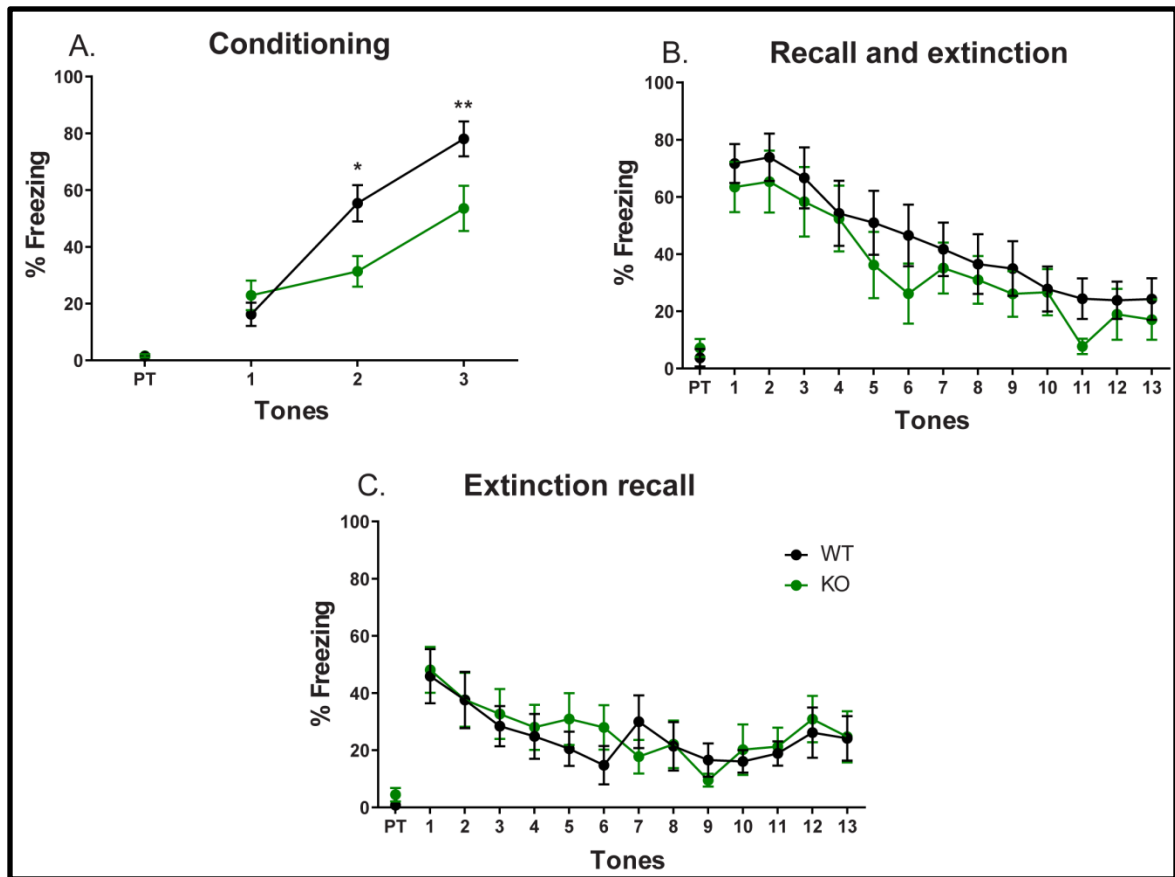 A. Conditioning
100
80
60
40
20
0
% Freezing
*
**
PT 1 2 3
Tones
B. Recall and extinction
100
80
60
40
20
0
% Freezing
PT 1 2 3 4 5 6 7 8 9 10 11 12 13
Tones
C. Extinction recall
100
80
60
40
20
0
% Freezing
WT
KO
PT 1 2 3 4 5 6 7 8 9 10 11 12 13
Tones